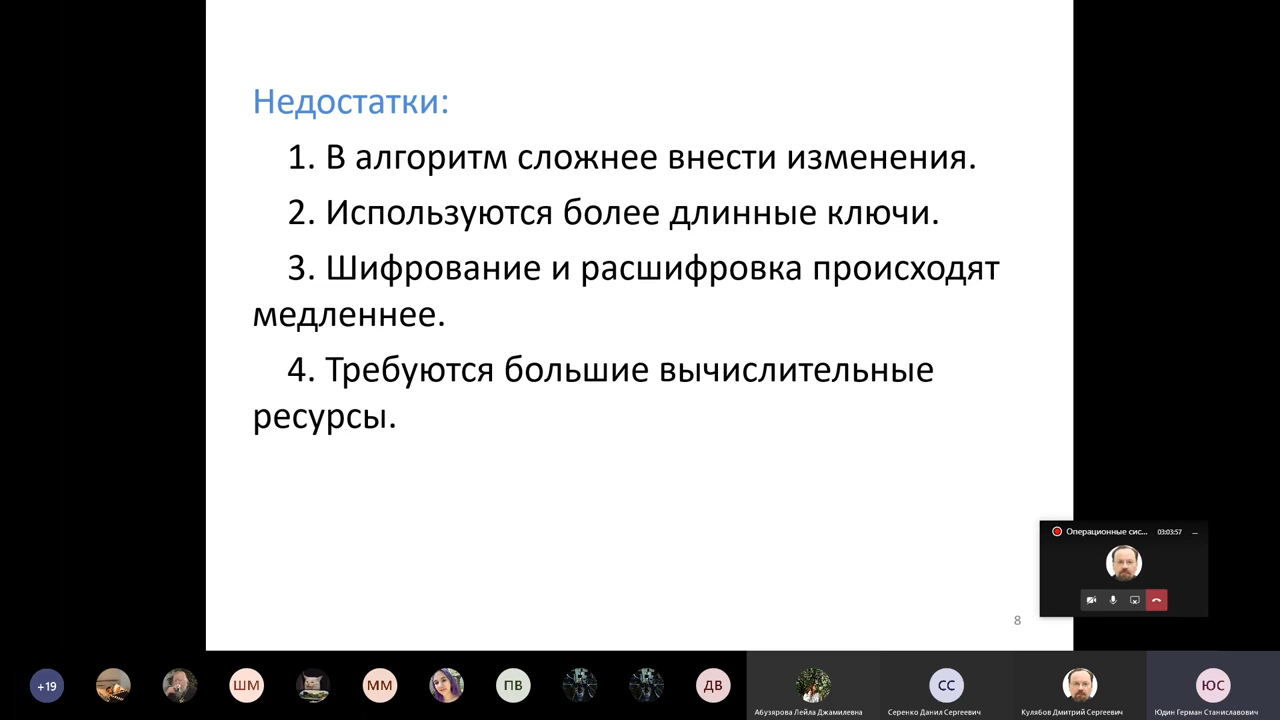 Недостатки:
1. В алгоритм сложнее внести изменения.
2. Используются более длинные ключи.
3. Шифрование и расшифровка происходят
медленнее.
4. Требуются большие вычислительные
ресурсы.
Операционные сис... 03:03:57
8
+19 ШМ ММ ПВ ДВ СС ЮС
Абузярова Лейла Джамилевна Серенко Данил Сергеевич Кулябов Дмитрий Сергеевич Юдин Герман Станиславович